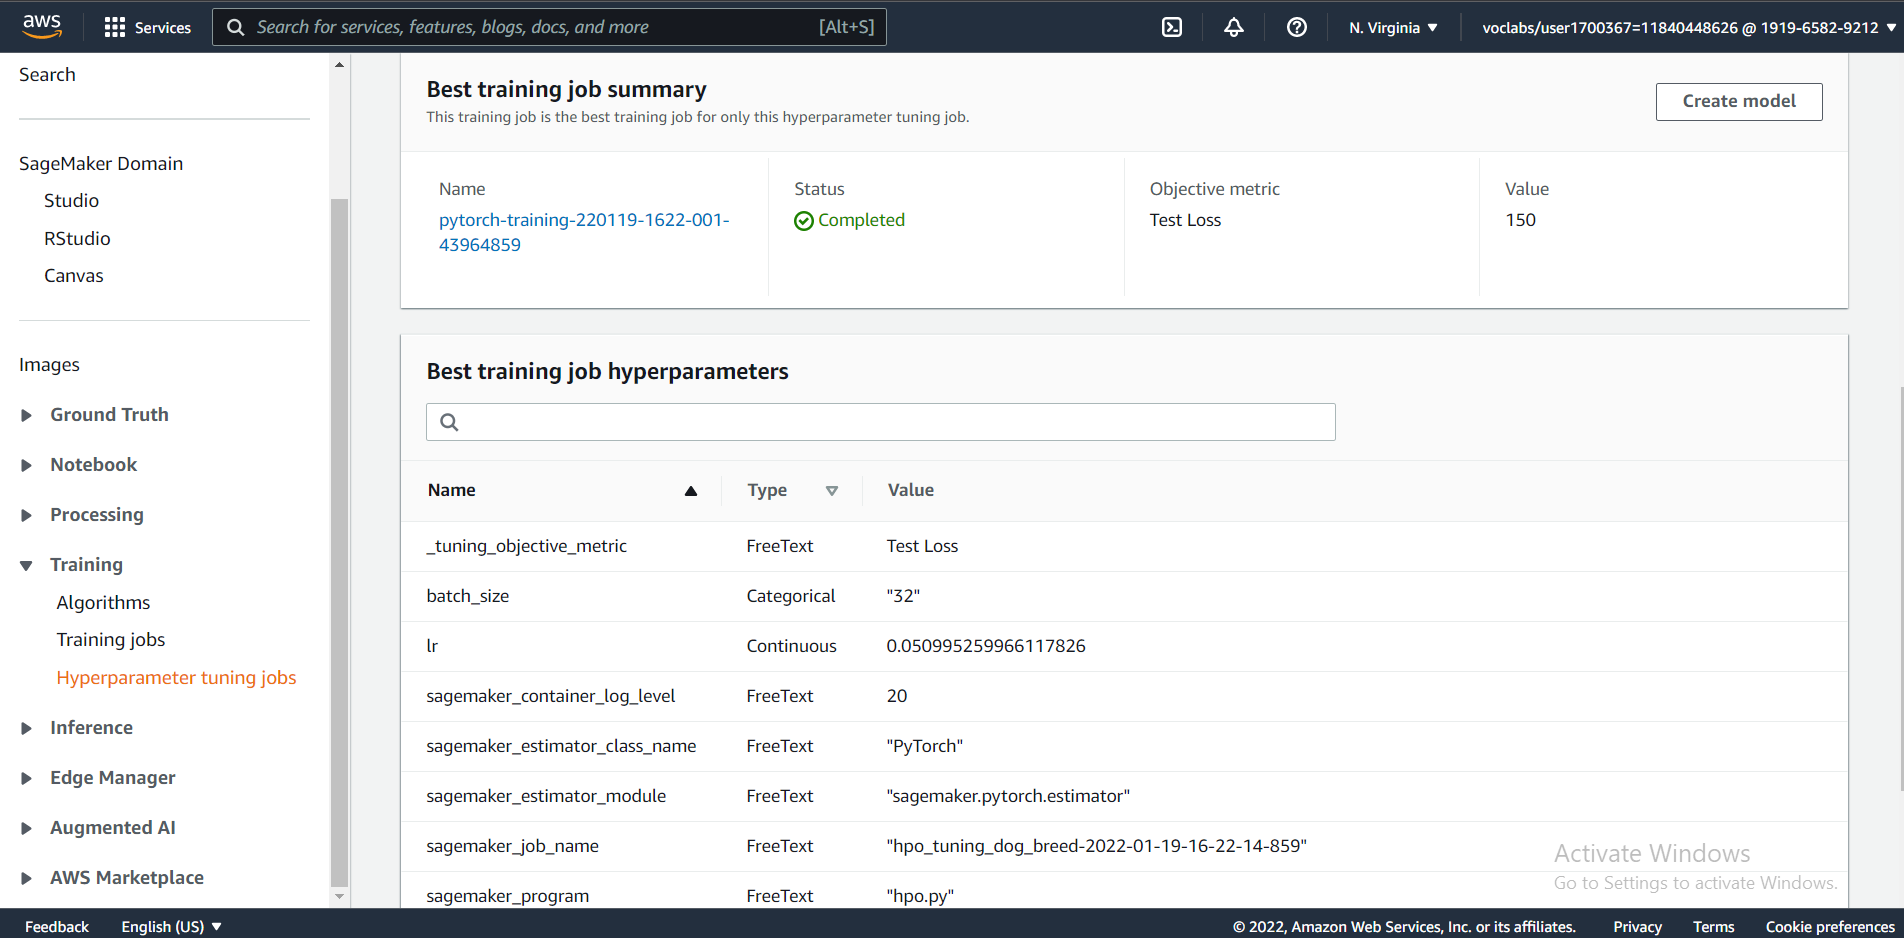 aws
Services
Search for services, features, blogs, docs, and more [Alt+S]
N. Virginia
voclabs/user1700367=11840448626 @ 1919-6582-9212
Search
SageMaker Domain
Studio
RStudio
Canvas
Images
Ground Truth
Notebook
Processing
Training
Algorithms
Training jobs
Hyperparameter tuning jobs
Inference
Edge Manager
Augmented AI
AWS Marketplace
Best training job summary
This training job is the best training job for only this hyperparameter tuning job.
Create model
Name
pytorch-training-220119-1622-001-
43964859
Status
Completed
Objective metric
Test Loss
Value
150
Best training job hyperparameters
Name Type Value
_tuning_objective_metric FreeText Test Loss
batch_size Categorical "32"
lr Continuous 0.050995259966117826
sagemaker_container_log_level FreeText 20
sagemaker_estimator_class_name FreeText "PyTorch"
sagemaker_estimator_module FreeText "sagemaker.pytorch.estimator"
sagemaker_job_name FreeText "hpo_tuning_dog_breed-2022-01-19-16-22-14-859"
sagemaker_program FreeText "hpo.py"
Activate Windows
Go to Settings to activate Windows.
Feedback English (US) © 2022, Amazon Web Services, Inc. or its affiliates. Privacy Terms Cookie preferences